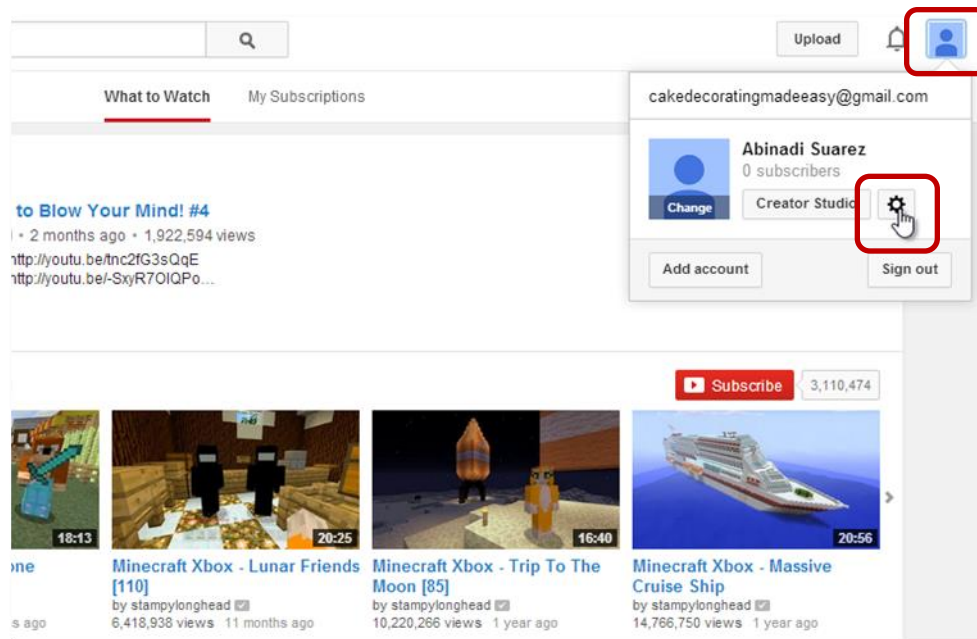 Upload
What to Watch My Subscriptions
cakedecoratingmadeeasy@gmail.com
Abinadi Suarez
0 subscribers
Change
Creator Studio
Add account Sign out
to Blow Your Mind! #4
2 months ago • 1,922,594 views
http://youtu.be/tnc2fG3sQqE
http://youtu.be/-SxyR7OIQPo...
Subscribe 3,110,474
18:13 20:25 16:40 20:56
Minecraft Xbox - Lunar Friends
[110]
by stampylonghead
6,418,938 views 11 months ago
Minecraft Xbox - Trip To The
Moon [85]
by stampylonghead
10,220,266 views 1 year ago
Minecraft Xbox - Massive
Cruise Ship
by stampylonghead
14,766,750 views 1 year ago